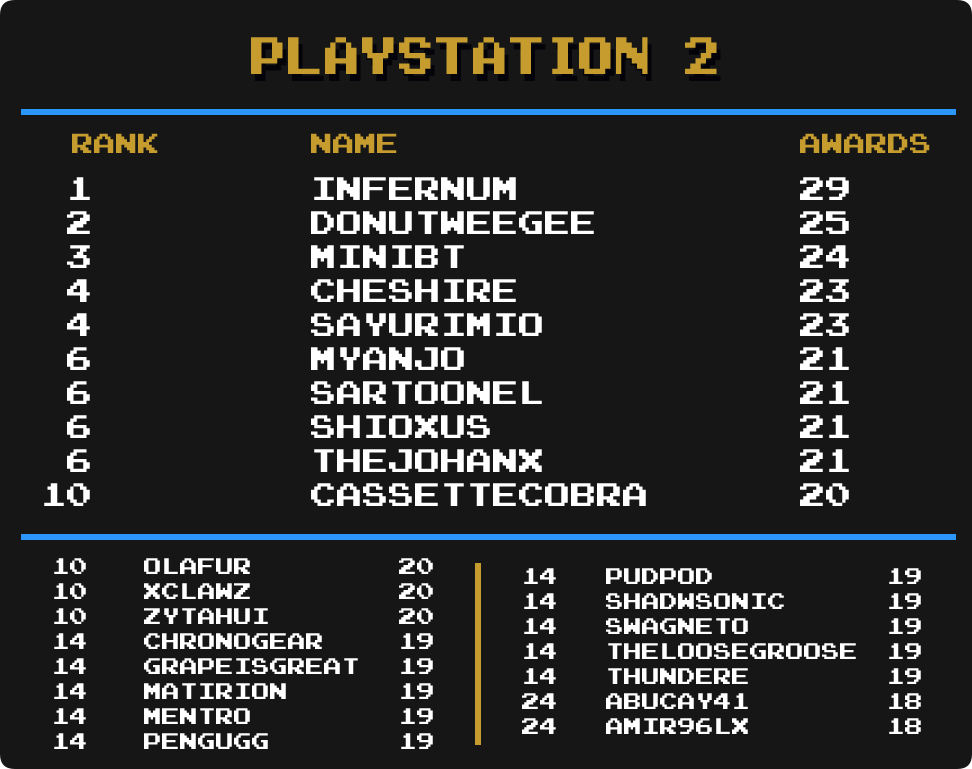 PLAYSTATION 2
RANK NAME AWARDS
1 INFERNUM 29
2 DONUTWEEGEE 25
3 MINIBT 24
4 CHESHIRE 23
4 SAYURIMIO 23
6 MYANJO 21
6 SARTOONEL 21
6 SHIOXUS 21
6 THEJOHANX 21
10 CASSETTECOBRA 20
10 OLAFUR 20
10 XCLAWZ 20
10 ZYTAHUI 20
14 CHRONOGEAR 19
14 GRAPEISGREAT 19
14 MATIRION 19
14 MENTRO 19
14 PENGUGG 19
14 PUDPOD 19
14 SHADWSONIC 19
14 SWAGNETO 19
14 THELOOSEGROOSE 19
14 THUNDERE 19
24 ABUCAY41 18
24 AMIR96LX 18